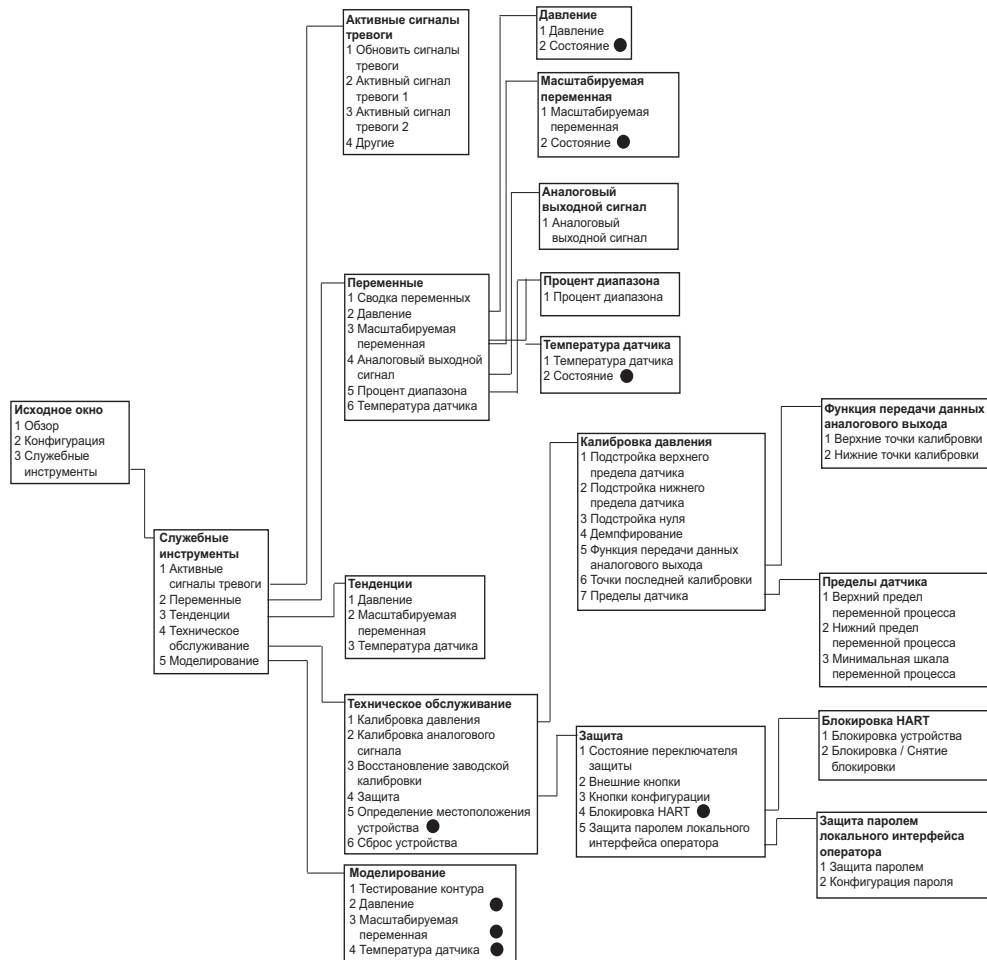 Исходное окно
1 Обзор
2 Конфигурация
3 Служебные
инструменты
Служебные
инструменты
1 Активные
сигналы тревоги
2 Переменные
3 Тенденции
4 Техническое
обслуживание
5 Моделирование
Активные сигналы
тревоги
1 Обновить сигналы
тревоги
2 Активный сигнал
тревоги 1
3 Активный сигнал
тревоги 2
4 Другие
Переменные
1 Сводка переменных
2 Давление
3 Масштабируемая
переменная
4 Аналоговый выходной
сигнал
5 Процент диапазона
6 Температура датчика
Тенденции
1 Давление
2 Масштабируемая
переменная
3 Температура датчика
Техническое обслуживание
1 Калибровка давления
2 Калибровка аналогового
сигнала
3 Восстановление заводской
калибровки
4 Защита
5 Определение местоположения
устройства
6 Сброс устройства
Моделирование
1 Тестирование контура
2 Давление
3 Масштабируемая
переменная
4 Температура датчика
Давление
1 Давление
2 Состояние
Масштабируемая
переменная
1 Масштабируемая
переменная
2 Состояние
Аналоговый
выходной сигнал
1 Аналоговый
выходной сигнал
Процент диапазона
1 Процент диапазона
Температура датчика
1 Температура датчика
2 Состояние
Калибровка давления
1 Подстройка верхнего
предела датчика
2 Подстройка нижнего
предела датчика
3 Подстройка нуля
4 Демпфирование
5 Функция передачи данных
аналогового выхода
6 Точки последней калибровки
7 Пределы датчика
Защита
1 Состояние переключателя
защиты
2 Внешние кнопки
3 Кнопки конфигурации
4 Блокировка HART
5 Защита паролем локального
интерфейса оператора
Функция передачи данных
аналогового выхода
1 Верхние точки калибровки
2 Нижние точки калибровки
Пределы датчика
1 Верхний предел
переменной процесса
2 Нижний предел
переменной процесса
3 Минимальная шкала
переменной процесса
Блокировка HART
1 Блокировка устройства
2 Блокировка / Снятие
блокировки
Защита паролем
локального интерфейса
оператора
1 Защита паролем
2 Конфигурация пароля